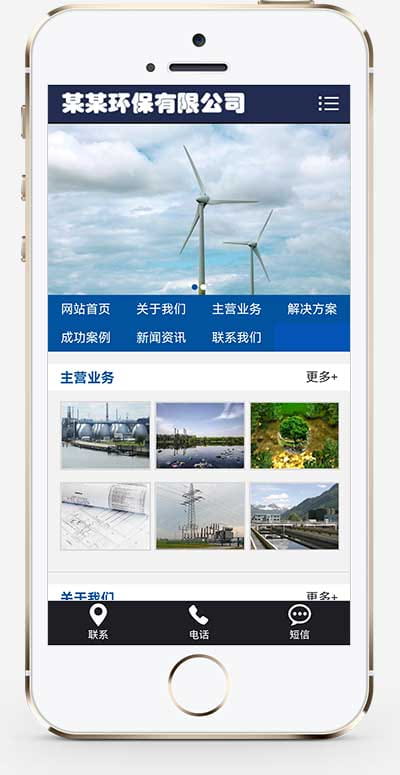 某某环保有限公司
网站首页 关于我们 主营业务 解决方案
成功案例 新闻资讯 联系我们
主营业务 更多+
关于我们 更多+
联系 电话 短信